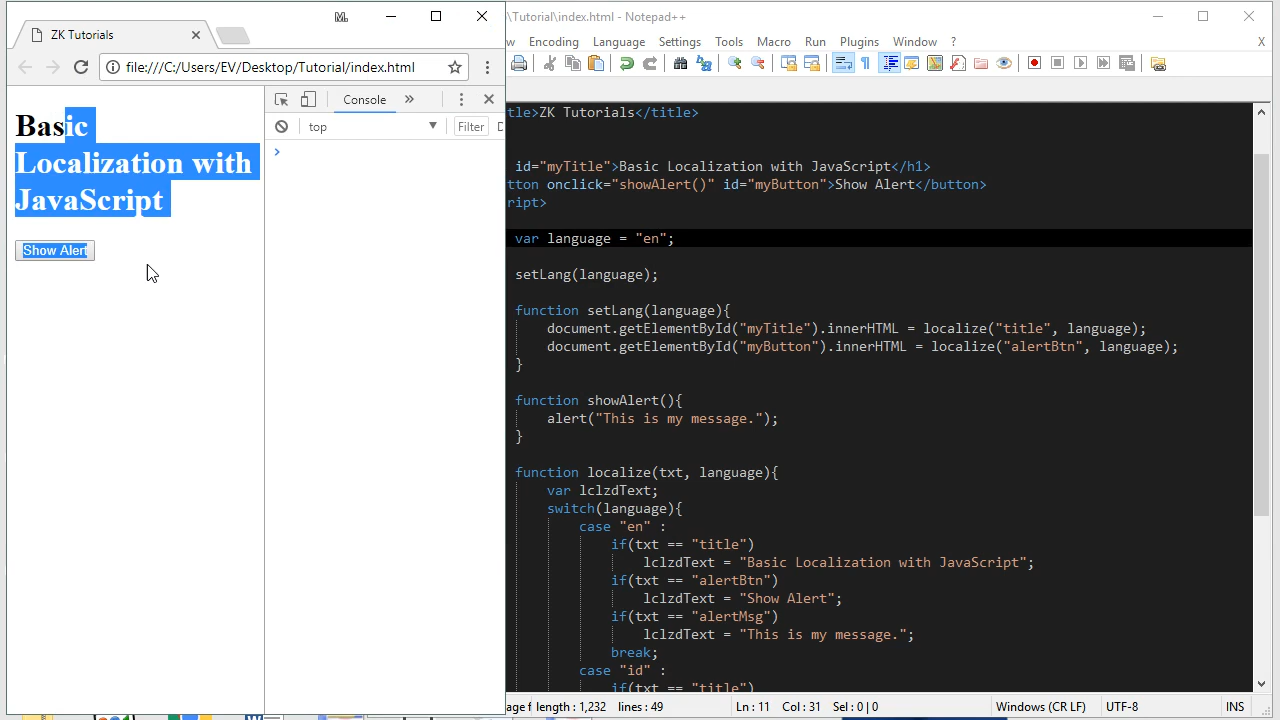 ZK Tutorials
file:///C:/Users/EV/Desktop/Tutorial/index.html
Basic
Localization with
JavaScript
Show Alert
Console
top
Filter
\Tutorial\index.html - Notepad++
Encoding Language Settings Tools Macro Run Plugins Window ? X
tle>ZK Tutorials</title>
id="myTitle">Basic Localization with JavaScript</h1>
tton onclick="showAlert()" id="myButton">Show Alert</button>
ript>
var language = "en";
setLang(language);
function setLang(language){
document.getElementById("myTitle").innerHTML = localize("title", language);
document.getElementById("myButton").innerHTML = localize("alertBtn", language);
}
function showAlert(){
alert("This is my message.");
}
function localize(txt, language){
var lclzdText;
switch(language){
case "en" :
if(txt == "title")
lclzdText = "Basic Localization with JavaScript";
if(txt == "alertBtn")
lclzdText = "Show Alert";
if(txt == "alertMsg")
lclzdText = "This is my message.";
break;
case "id" :
if(txt == "title")
length : 1,232 lines : 49 Ln : 11 Col : 31 Sel : 0 | 0 Windows (CR LF) UTF-8 INS